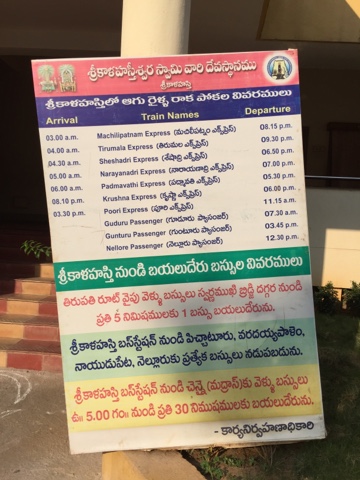 శ్రీకాళహస్తీశ్వర స్వామి వారి దేవస్థానము
శ్రీకాళహస్తి
శ్రీకాళహస్తిలో ఆగు రైళ్ళ రాక పోకల వివరములు
Arrival Train Names Departure
03.00 a.m. Machilipatnam Express (మచిలీపట్నం ఎక్స్‌ప్రెస్) 08.15 p.m.
04.00 a.m. Tirumala Express (తిరుమల ఎక్స్‌ప్రెస్) 09.30 p.m.
04.30 a.m. Sheshadri Express (శేషాద్రి ఎక్స్‌ప్రెస్) 06.50 p.m.
05.00 a.m. Narayanadri Express (నారాయణాద్రి ఎక్స్‌ప్రెస్) 07.00 p.m.
06.00 a.m. Padmavathi Express (పద్మావతి ఎక్స్‌ప్రెస్) 05.30 p.m.
08.10 p.m. Krushna Express (కృష్ణా ఎక్స్‌ప్రెస్) 06.00 p.m.
03.30 p.m. Poori Express (పూరి ఎక్స్‌ప్రెస్) 11.15 a.m.
Guduru Passenger (గూడూరు ప్యాసంజర్) 07.30 a.m.
Gunturu Passenger (గుంటూరు ప్యాసంజర్) 03.45 p.m.
Nellore Passenger (నెల్లూరు ప్యాసంజర్) 12.30 p.m.
శ్రీకాళహస్తి నుండి బయలుదేరు బస్సుల వివరములు
తిరుపతి రూట్ వైపు వెళ్ళు బస్సులు స్వర్ణముఖి బ్రిడ్జి దగ్గర నుండి
ప్రతి 5 నిముషములకు 1 బస్సు బయలుదేరును.
శ్రీకాళహస్తి బస్‌స్టేషన్ నుండి పిచ్చాటూరు, వరదయ్యపాళెం,
నాయుడుపేట, నెల్లూరుకు ప్రత్యేక బస్సులు నడుపబడును.
శ్రీకాళహస్తి బస్‌స్టేషన్ నుండి చెన్నై (మద్రాస్)కు వెళ్ళు బస్సులు
ఉ॥ 5.00 గం॥ నుండి ప్రతి 30 నిముషములకు బయలుదేరును.
- కార్యనిర్వహణాధికారి